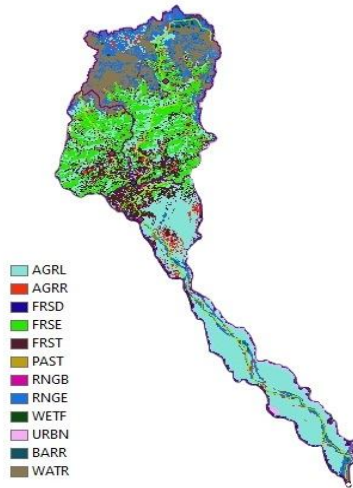 AGRL
AGRR
FRSD
FRSE
FRST
PAST
RNGB
RNGE
WETF
URBN
BARR
WATR